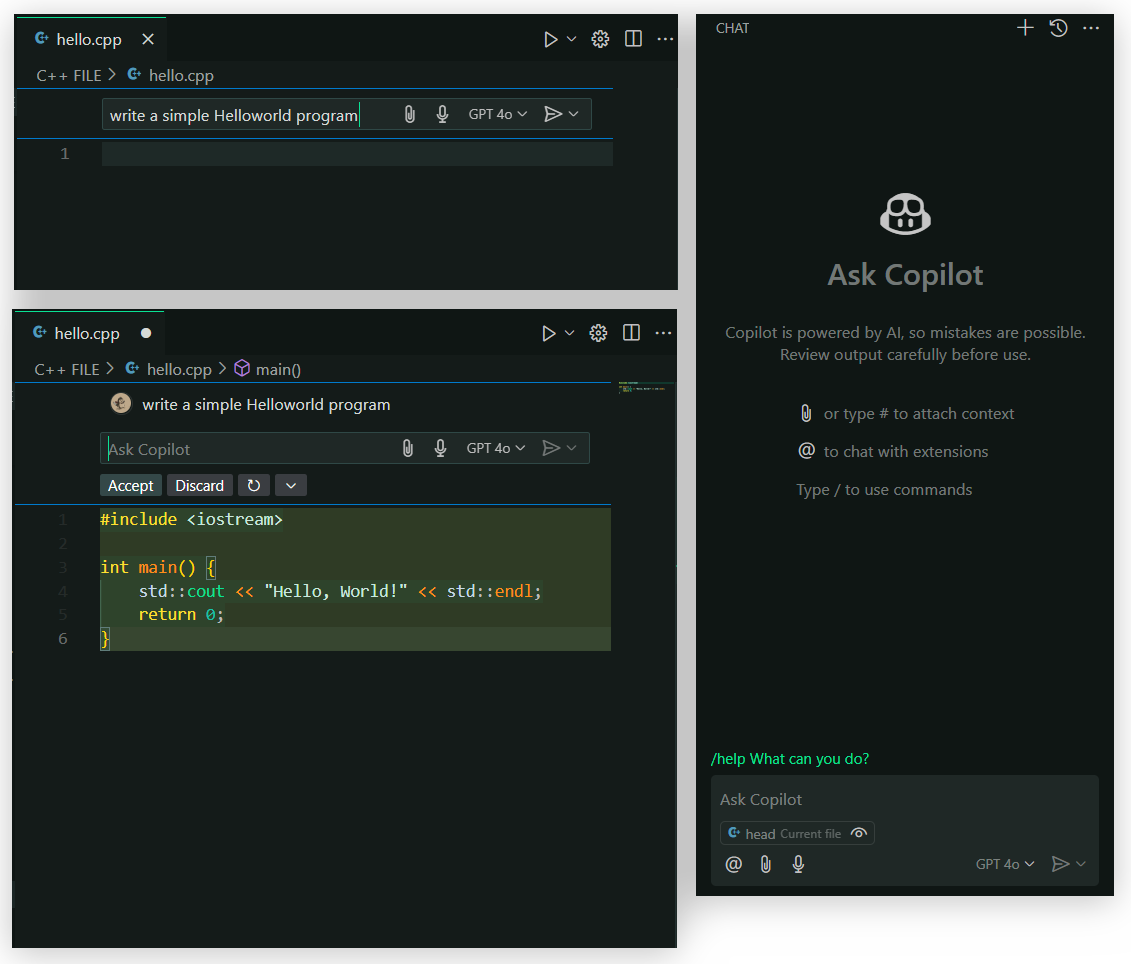 hello.cpp
C++ FILE > hello.cpp
write a simple Helloworld program GPT 4o
1
hello.cpp
C++ FILE > hello.cpp > main()
write a simple Helloworld program
Ask Copilot GPT 4o
Accept Discard
1 #include <iostream>
2
3 int main() {
4     std::cout << "Hello, World!" << std::endl;
5     return 0;
6 }
CHAT
Ask Copilot
Copilot is powered by AI, so mistakes are possible.
Review output carefully before use.
or type # to attach context
@ to chat with extensions
Type / to use commands
/help What can you do?
Ask Copilot
head Current file
@ GPT 4o